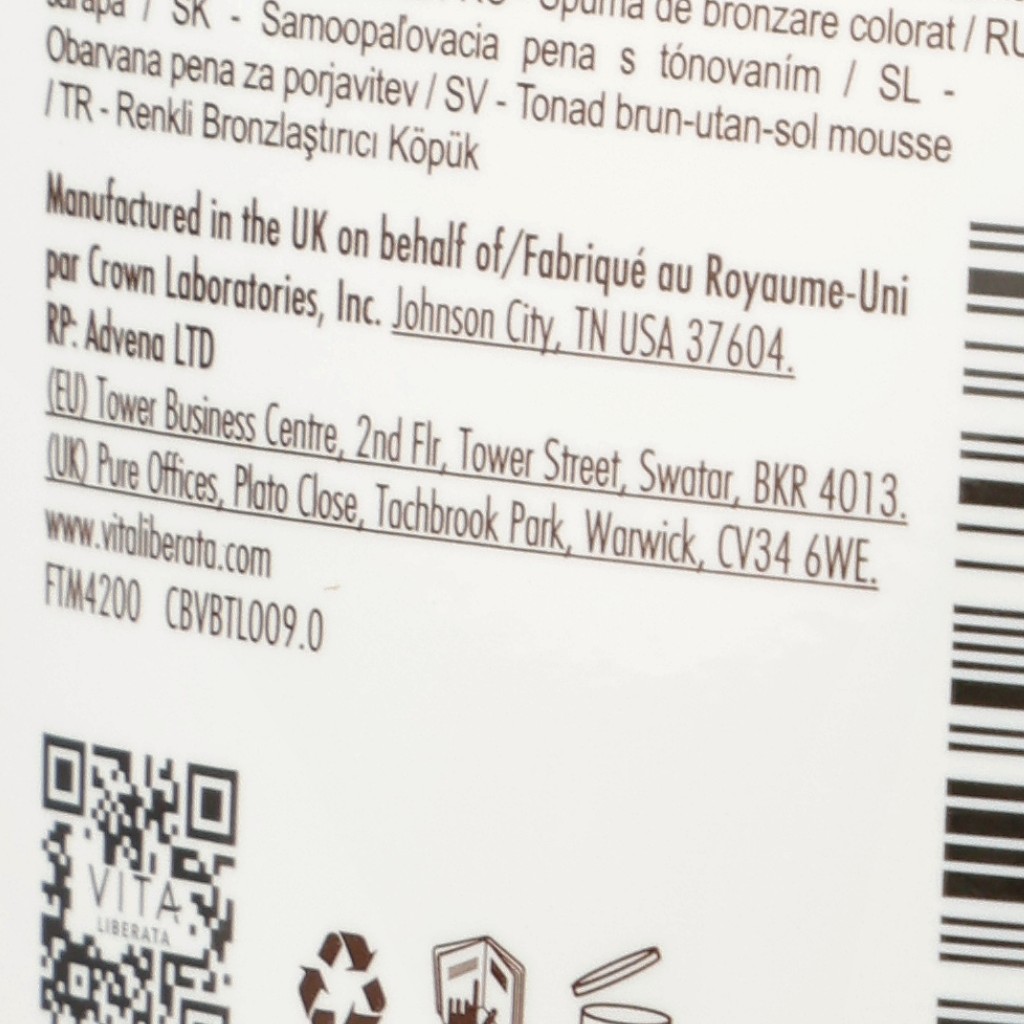 / SK - Samoopaľovacia pena s tónovaním / SL -
Spuma de bronzare colorat / RU
Obarvana pena za porjavitev / SV - Tonad brun-utan-sol mousse
/ TR - Renkli Bronzlaştırıcı Köpük
Manufactured in the UK on behalf of/Fabriqué au Royaume-Uni
par Crown Laboratories, Inc. Johnson City, TN USA 37604.
RP: Advena LTD
(EU) Tower Business Centre, 2nd Flr, Tower Street, Swatar, BKR 4013.
(UK) Pure Offices, Plato Close, Tachbrook Park, Warwick, CV34 6WE.
www.vitaliberata.com
FTM4200 CBVBTL009.0
VITA
LIBERATA